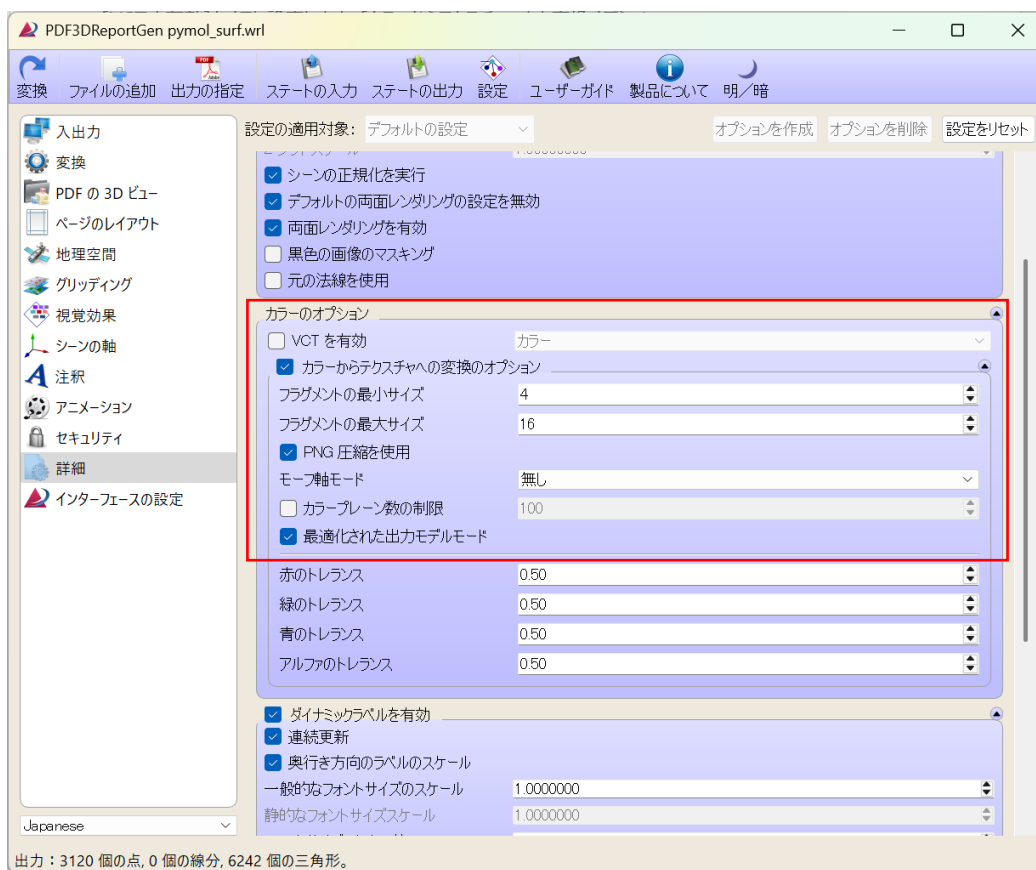 PDF3DReportGen pymol_surf.wrl
変換 ファイルの追加 出力の指定 ステートの入力 ステートの出力 設定 ユーザーガイド 製品について 明／暗
設定の適用対象: デフォルトの設定 オプションを作成 オプションを削除 設定をリセット
入出力
変換
PDF の 3D ビュー
ページのレイアウト
地理空間
グリッディング
視覚効果
シーンの軸
注釈
アニメーション
セキュリティ
詳細
インターフェースの設定
Japanese
シーンの正規化を実行
デフォルトの両面レンダリングの設定を無効
両面レンダリングを有効
黒色の画像のマスキング
元の法線を使用
カラーのオプション
VCT を有効 カラー
カラーからテクスチャへの変換のオプション
フラグメントの最小サイズ 4
フラグメントの最大サイズ 16
PNG 圧縮を使用
モーフ軸モード 無し
カラープレーン数の制限 100
最適化された出力モデルモード
赤のトレランス 0.50
緑のトレランス 0.50
青のトレランス 0.50
アルファのトレランス 0.50
ダイナミックラベルを有効
連続更新
奥行き方向のラベルのスケール
一般的なフォントサイズのスケール 1.0000000
静的なフォントサイズスケール 1.0000000
出力：3120 個の点, 0 個の線分, 6242 個の三角形。